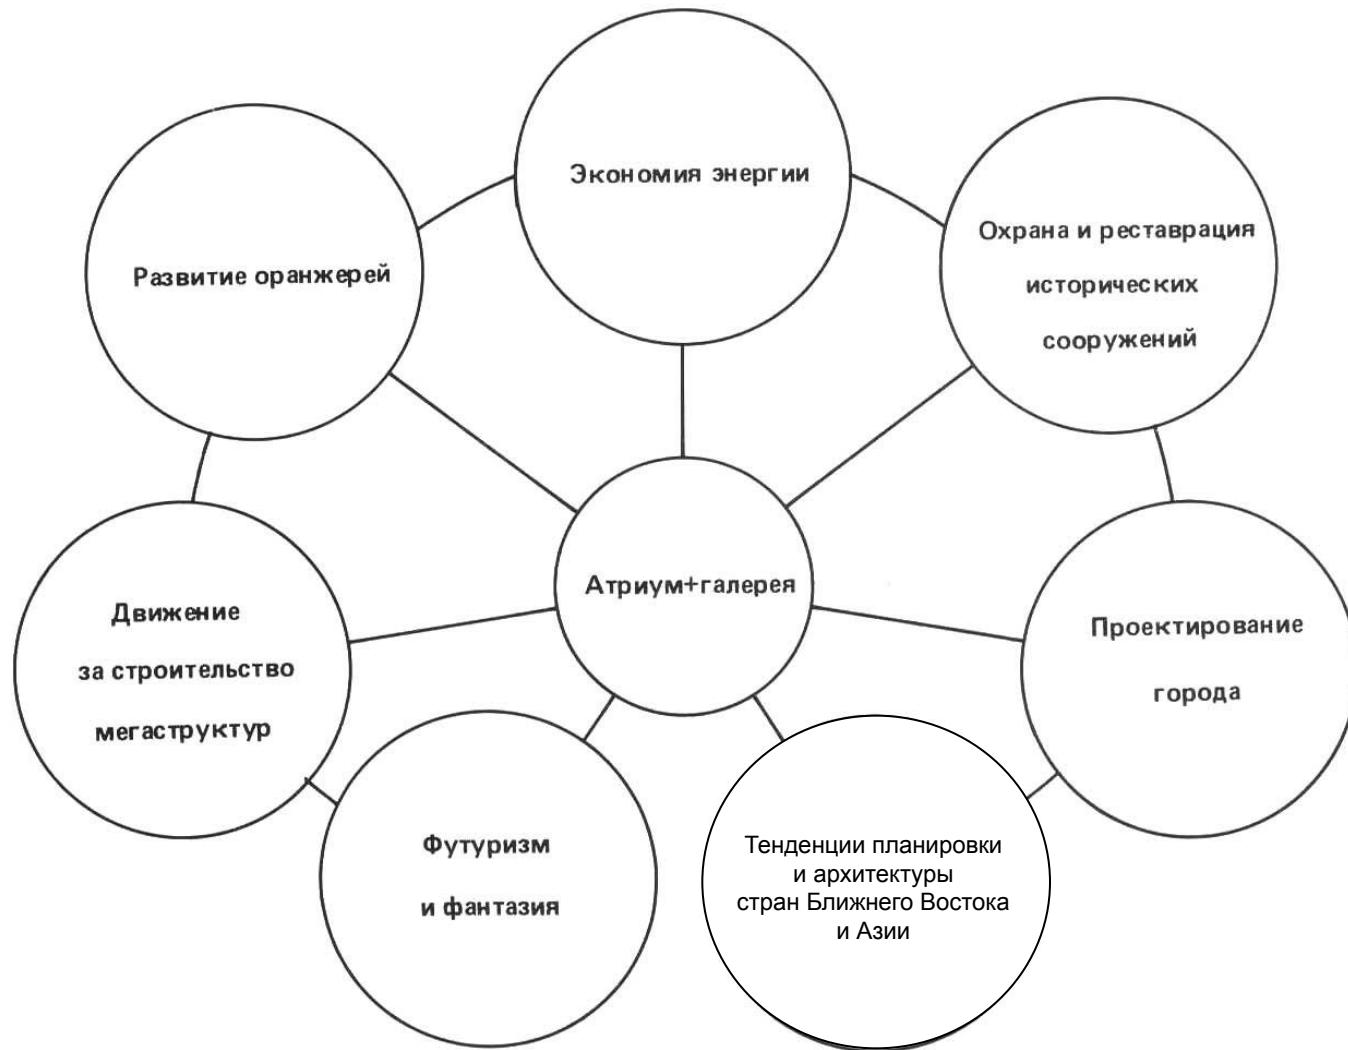 Экономия энергии
Охрана и реставрация
исторических
сооружений
Развитие оранжерей
Атриум+галерея
Движение
за строительство
мегаструктур
Проектирование
города
Футуризм
и фантазия
Тенденции планировки
и архитектуры
стран Ближнего Востока
и Азии